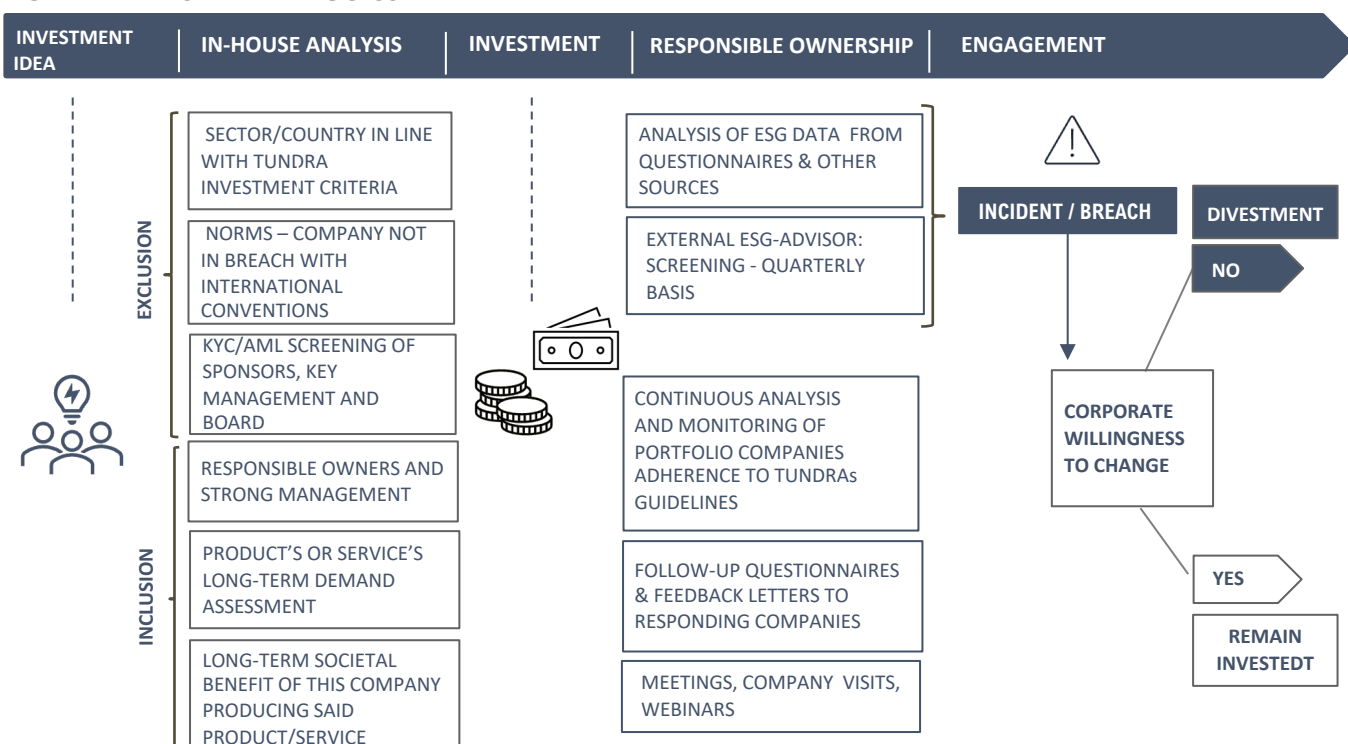 INVESTMENT
IDEA
IN-HOUSE ANALYSIS
INVESTMENT
RESPONSIBLE OWNERSHIP
ENGAGEMENT
EXCLUSION
SECTOR/COUNTRY IN LINE
WITH TUNDRA
INVESTMENT CRITERIA
NORMS – COMPANY NOT
IN BREACH WITH
INTERNATIONAL
CONVENTIONS
KYC/AML SCREENING OF
SPONSORS, KEY
MANAGEMENT AND
BOARD
INCLUSION
RESPONSIBLE OWNERS AND
STRONG MANAGEMENT
PRODUCT'S OR SERVICE'S
LONG-TERM DEMAND
ASSESSMENT
LONG-TERM SOCIETAL
BENEFIT OF THIS COMPANY
PRODUCING SAID
PRODUCT/SERVICE
ANALYSIS OF ESG DATA FROM
QUESTIONNAIRES & OTHER
SOURCES
EXTERNAL ESG-ADVISOR:
SCREENING - QUARTERLY
BASIS
CONTINUOUS ANALYSIS
AND MONITORING OF
PORTFOLIO COMPANIES
ADHERENCE TO TUNDRAs
GUIDELINES
FOLLOW-UP QUESTIONNAIRES
& FEEDBACK LETTERS TO
RESPONDING COMPANIES
MEETINGS, COMPANY VISITS,
WEBINARS
INCIDENT / BREACH
DIVESTMENT
NO
CORPORATE
WILLINGNESS
TO CHANGE
YES
REMAIN
INVESTEDT